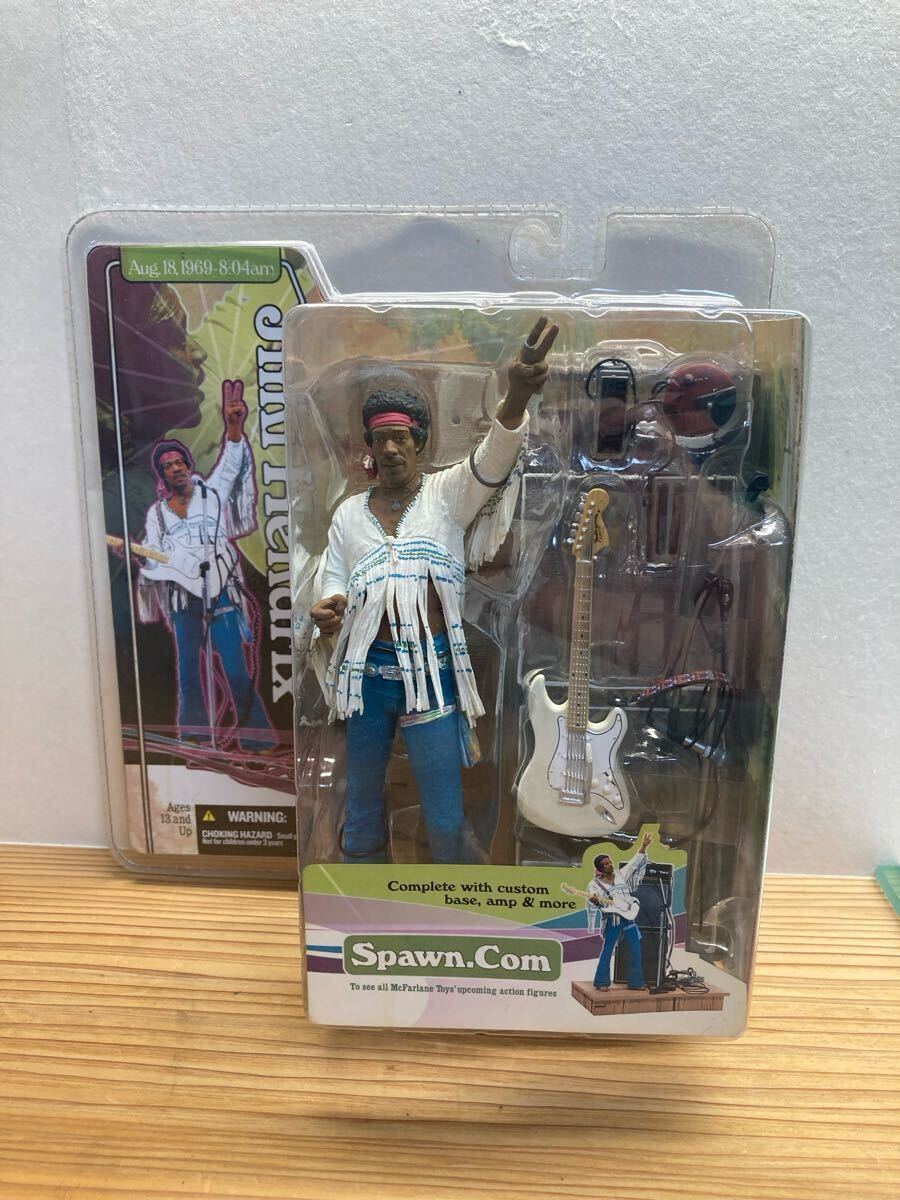 Aug. 18, 1969 - 8:04am
Jimi Hendrix
Ages
13 and
Up
WARNING:
CHOKING HAZARD - Small p
Not for children under 3 years
Complete with custom
base, amp & more
Spawn.Com
To see all McFarlane Toys' upcoming action figures